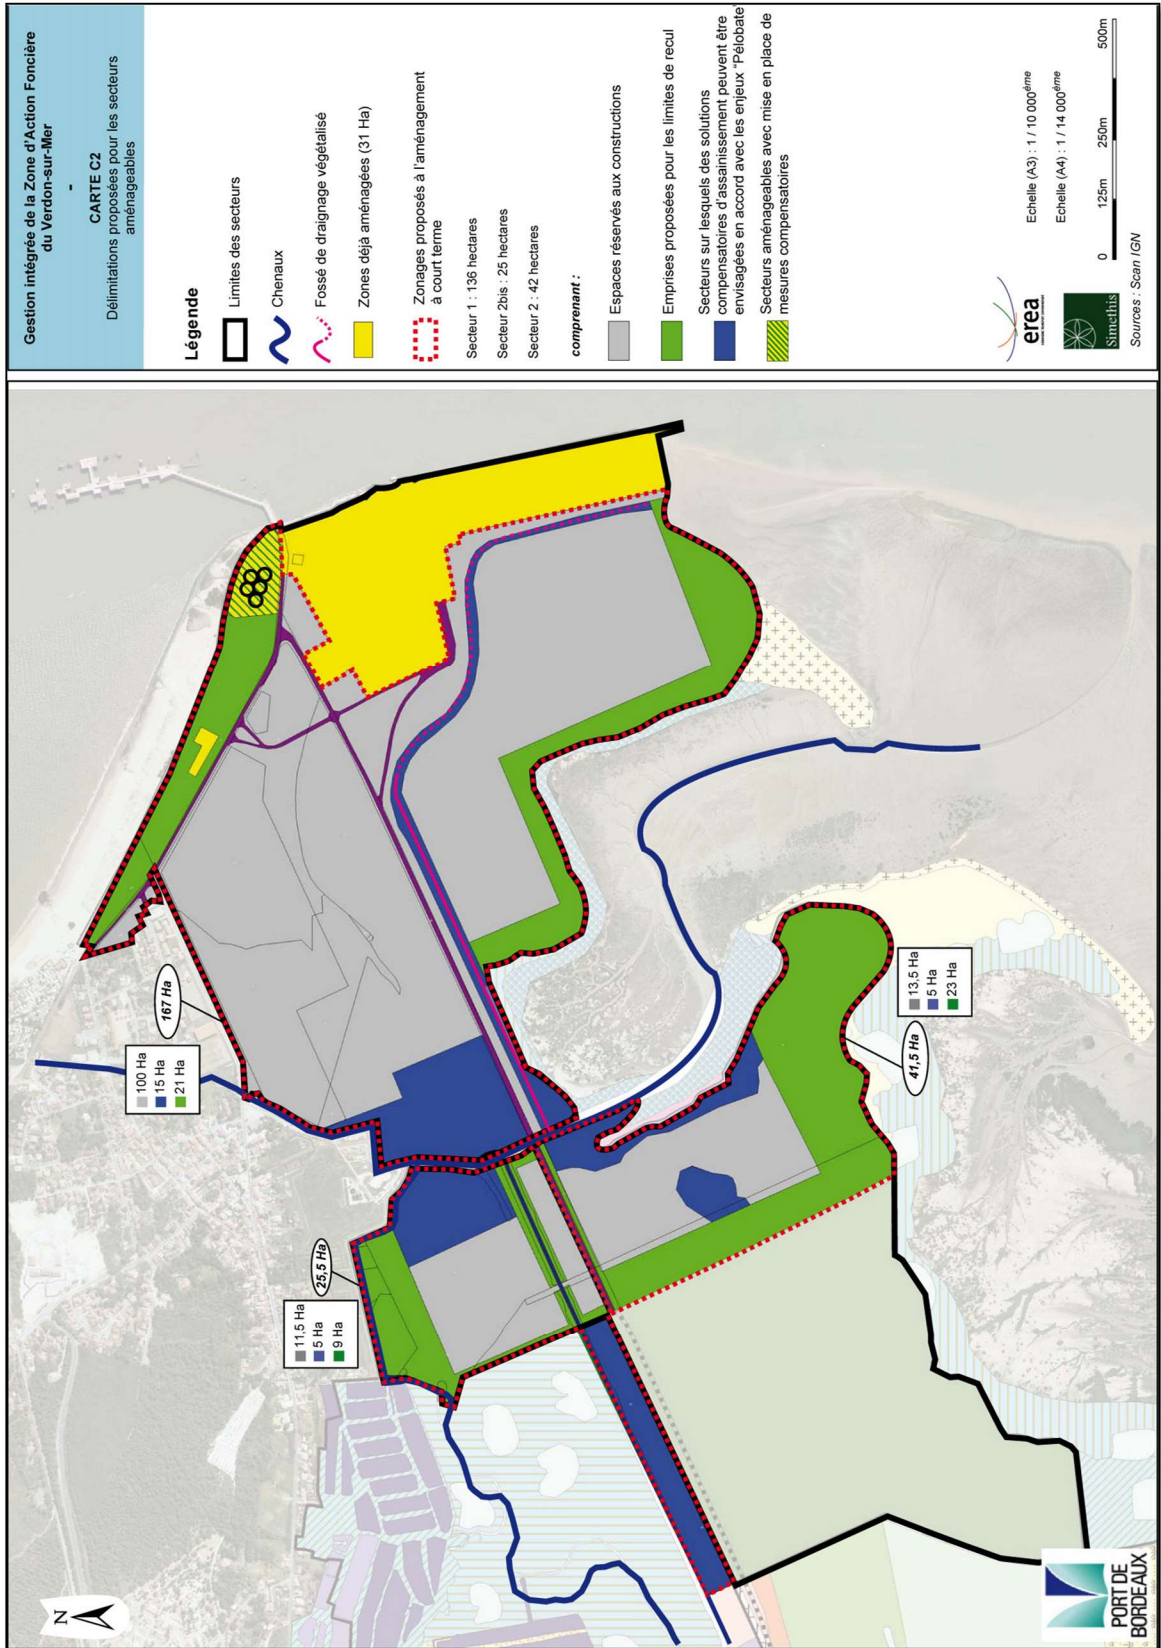 Gestion intégrée de la Zone d'Action Foncière
du Verdon-sur-Mer
-
CARTE C2
Délimitations proposées pour les secteurs
aménageables
Légende
Limites des secteurs
Chenaux
Fossé de draignage végétalisé
Zones déjà aménagées (31 Ha)
Zonages proposés à l'aménagement
à court terme
Secteur 1 : 136 hectares
Secteur 2bis : 25 hectares
Secteur 2 : 42 hectares
comprenant :
Espaces réservés aux constructions
Emprises proposées pour les limites de recul
Secteurs sur lesquels des solutions
compensatoires d'assainissement peuvent être
envisagées en accord avec les enjeux "Pélobate"
Secteurs aménageables avec mise en place de
mesures compensatoires
erea
Simethis
Echelle (A3) : 1 / 10 000ème
Echelle (A4) : 1 / 14 000ème
0 125m 250m 500m
Sources : Scan IGN
N
167 Ha
100 Ha
15 Ha
21 Ha
25,5 Ha
11,5 Ha
5 Ha
9 Ha
41,5 Ha
13,5 Ha
5 Ha
23 Ha
PORT DE
BORDEAUX